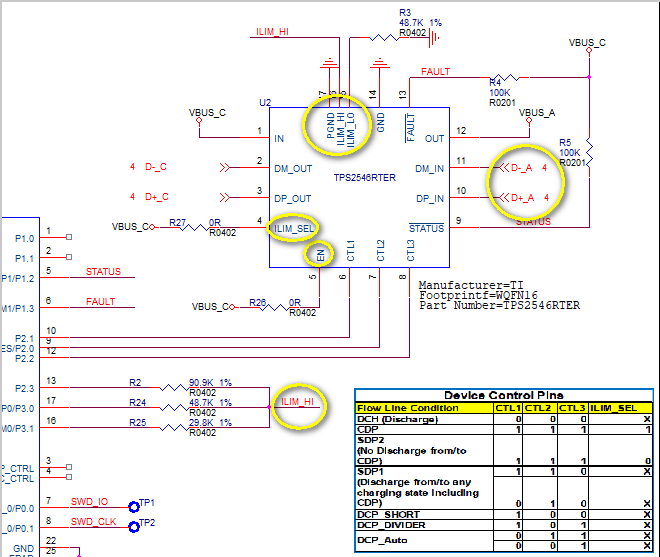 R3
48.7K 1%
R0402
ILIM_HI
VBUS_C
FAULT
R4
100K
R0201
VBUS_C
U2
17
16
15
14
13
PGND
ILIM_HI
ILIM_LO
GND
FAULT
VBUS_A
R5
100K
R0201
1 IN
OUT 12
4 D-_C
2 DM_OUT
DM_IN 11
D-_A 4
TPS2546RTER
4 D+_C
3 DP_OUT
DP_IN 10
D+_A 4
VBUS_C
R27 0R
R0402
4 ILIM_SEL
STATUS 9
STATUS
EN
CTL1
CTL2
CTL3
5
6
7
8
P1.0 1
P1.1 2
P1/P1.2 5
STATUS
M1/P1.3 6
FAULT
VBUS_C
R26 0R
R0402
Manufacturer=TI
Footprintf=WQFN16
Part Number=TPS2546RTER
P2.1 10
ES/P2.0 9
P2.2 12
P2.3 13
R2 90.9K 1%
R0402
P0/P3.0 17
R24 48.7K 1%
R0402
ILIM_HI
M0/P3.1 16
R25 29.8K 1%
R0402
P_CTRL 3
C_CTRL 4
0/P0.0 7
SWD_IO
TP1
0/P0.1 8
SWD_CLK
TP2
GND 22
EPAD 25
Device Control Pins
Flow Line Condition CTL1 CTL2 CTL3 ILIM_SEL
DCH (Discharge) 0 0 0 X
CDP 1 1 1 1
SDP2
(No Discharge from/to
CDP) 1 1 1 0
SDP1 1 1 0 X
(Discharge from/to any
charging state including
CDP) 0 1 0 X
DCP_SHORT 1 0 0 X
DCP_DIVIDER 1 0 1 X
DCP_Auto 0 1 1 X
0 0 1 X